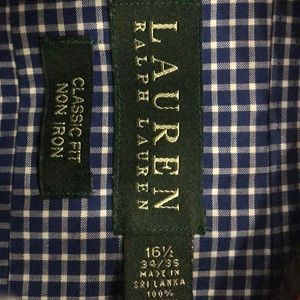 LAUREN
RALPH LAUREN
CLASSIC FIT
NON IRON
16½
34/35
MADE IN
SRI LANKA
100%